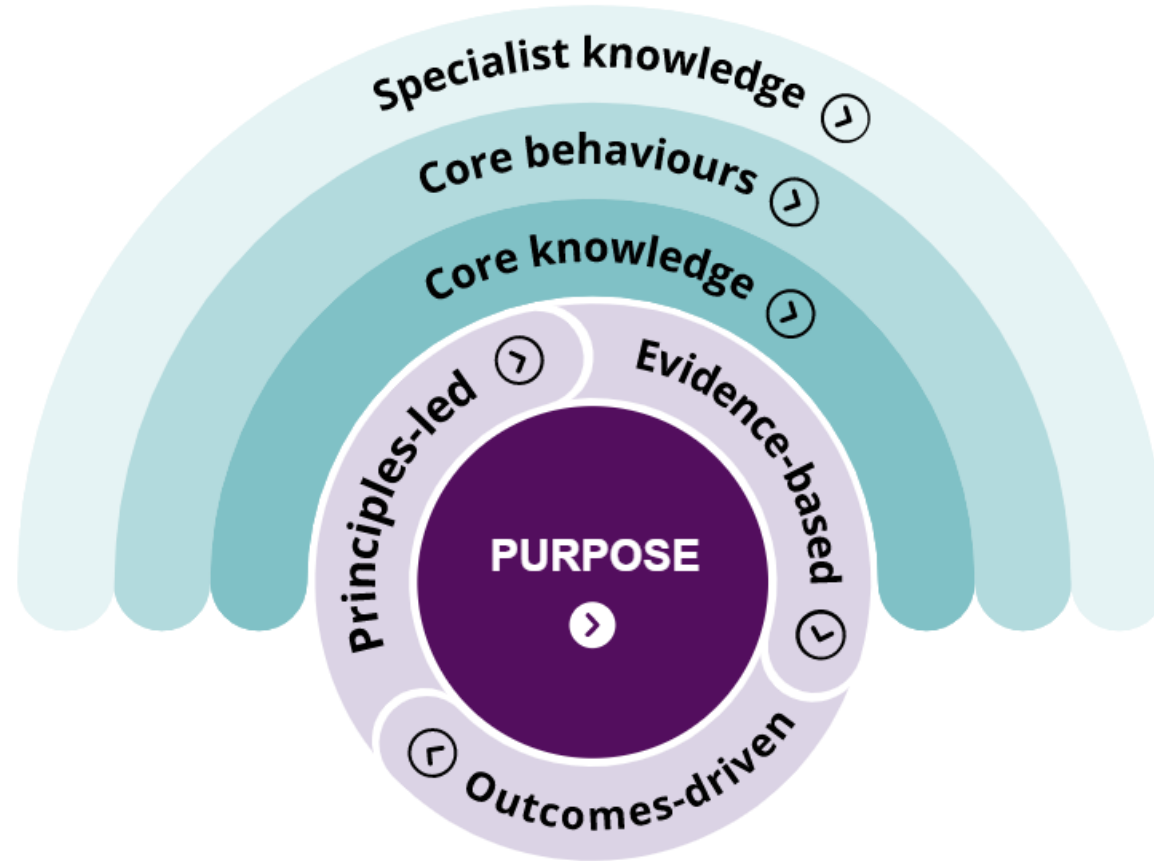 Specialist knowledge
Core behaviours
Core knowledge
Principles-led
Evidence-based
PURPOSE
Outcomes-driven